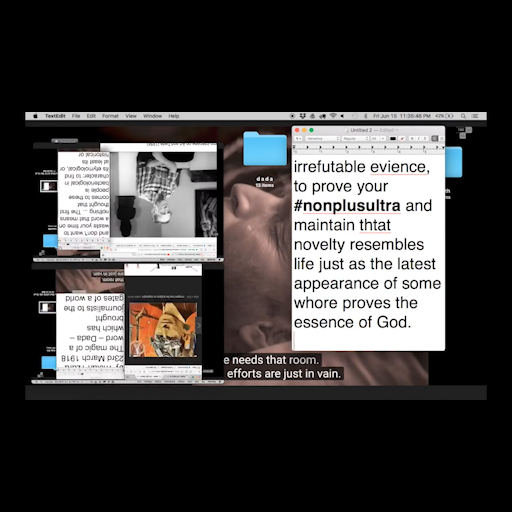 TextEdit File Edit Format View Window Help
Fri Jun 15 11:35:48 PM
42%
Untitled 2 — Edited
dada
13 items
irrefutable evience,
to prove your
#nonplusultra and
maintain thtat
novelty resembles
life just as the latest
appearance of some
whore proves the
essence of God.
e needs that room.
efforts are just in vain.
and don't want to
waste your time on
a word that means
nothing ... The first
thought that
comes to these
people is
bacteriological in
character: to find
its etymological, or
at least its
historical or
23rd March 1918
– Dada – word
The magic of a
which has
brought
journalists to the
gates of a world